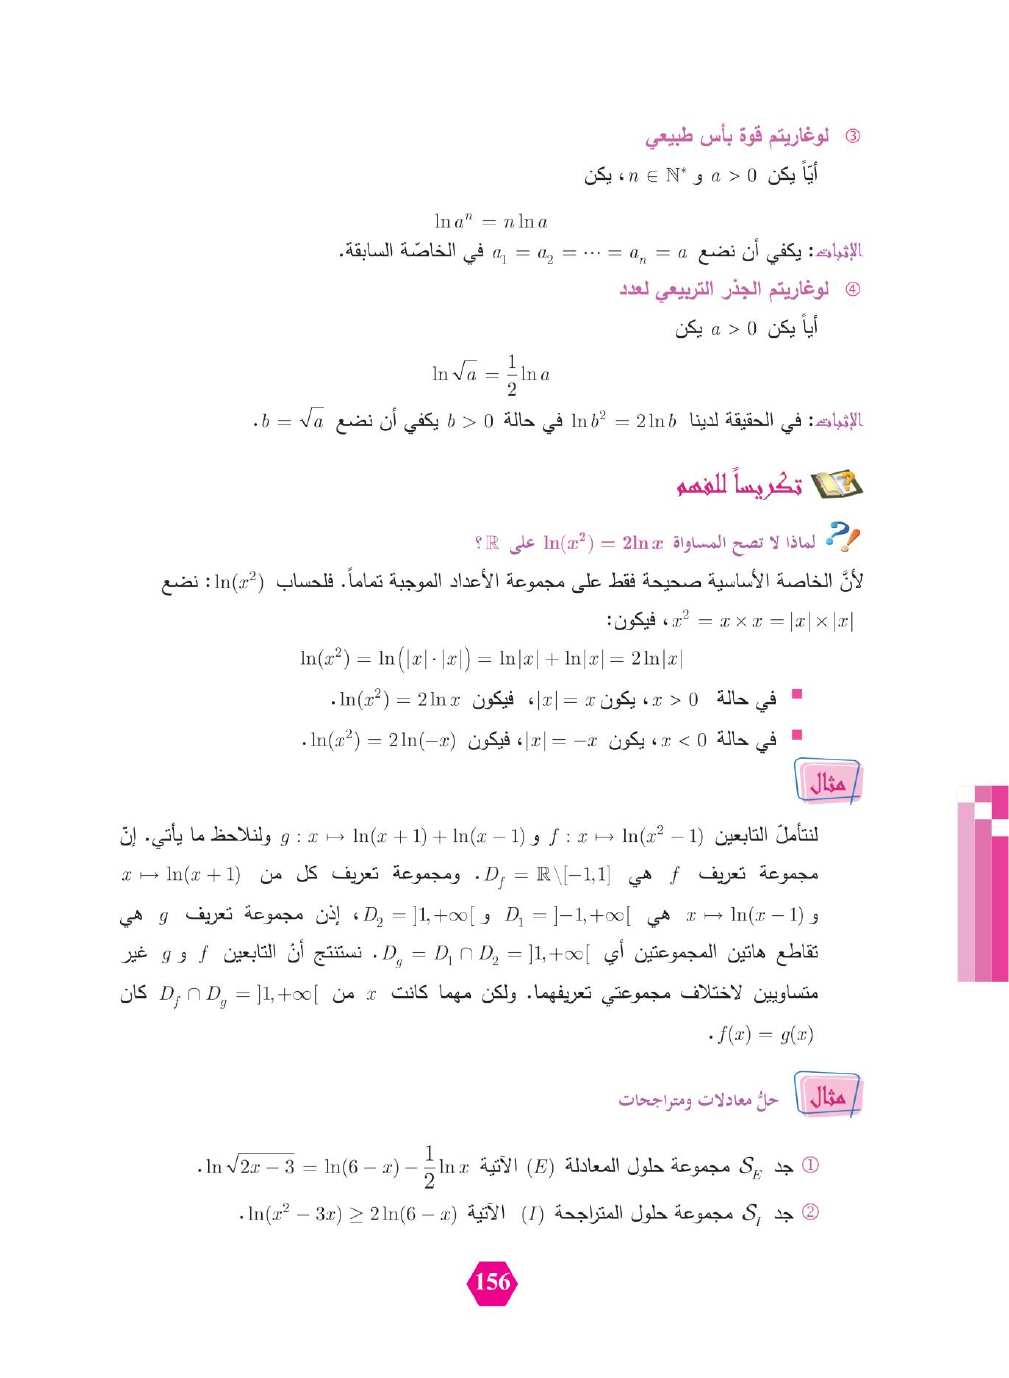 ③ لوغاريتم قوة بأس طبيعي
أيّاً يكن a > 0 و n ∈ ℕ*، يكن
ln aⁿ = n ln a
الإثبات: يكفي أن نضع a₁ = a₂ = ⋯ = aₙ = a في الخاصّة السابقة.
④ لوغاريتم الجذر التربيعي لعدد
أياً يكن a > 0 يكن
ln √a = 1/2 ln a
الإثبات: في الحقيقة لدينا ln b² = 2 ln b في حالة b > 0 يكفي أن نضع b = √a.
تكريساً للفهم
لماذا لا تصح المساواة ln(x²) = 2ln x على ℝ ؟
لأنَّ الخاصة الأساسية صحيحة فقط على مجموعة الأعداد الموجبة تماماً. فلحساب ln(x²) : نضع
x² = x × x = |x| × |x|، فيكون:
ln(x²) = ln(|x| · |x|) = ln|x| + ln|x| = 2 ln|x|
▪ في حالة x > 0، يكون |x| = x، فيكون ln(x²) = 2 ln x.
▪ في حالة x < 0، يكون |x| = −x، فيكون ln(x²) = 2 ln(−x).
مثال
لنتأملّ التابعين f : x ↦ ln(x² − 1) و g : x ↦ ln(x + 1) + ln(x − 1) ولنلاحظ ما يأتي. إنّ
مجموعة تعريف f هي D_f = ℝ\[−1,1]. ومجموعة تعريف كل من x ↦ ln(x + 1)
و x ↦ ln(x − 1) هي D₁ = ]−1,+∞[ و D₂ = ]1,+∞[، إذن مجموعة تعريف g هي
تقاطع هاتين المجموعتين أي D_g = D₁ ∩ D₂ = ]1,+∞[. نستنتج أنّ التابعين f و g غير
متساويين لاختلاف مجموعتي تعريفهما. ولكن مهما كانت x من D_f ∩ D_g = ]1,+∞[ كان
f(x) = g(x).
مثال حلُّ معادلات ومتراجحات
① جد S_E مجموعة حلول المعادلة (E) الآتية ln √(2x − 3) = ln(6 − x) − 1/2 ln x.
② جد S_I مجموعة حلول المتراجحة (I) الآتية ln(x² − 3x) ≥ 2 ln(6 − x).
156